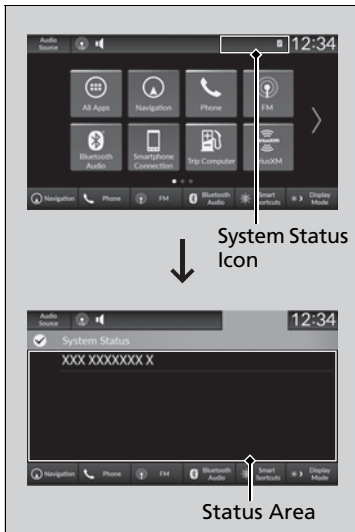 Audio Source 12:34
All Apps Navigation Phone FM
Bluetooth Audio Smartphone Connection Trip Computer iriusXM
Navigation Phone FM Bluetooth Audio Smart Shortcuts Display Mode
System Status
Icon
Audio Source 12:34
System Status
XXX XXXXXXX X
Navigation Phone FM Bluetooth Audio Smart Shortcuts Display Mode
Status Area